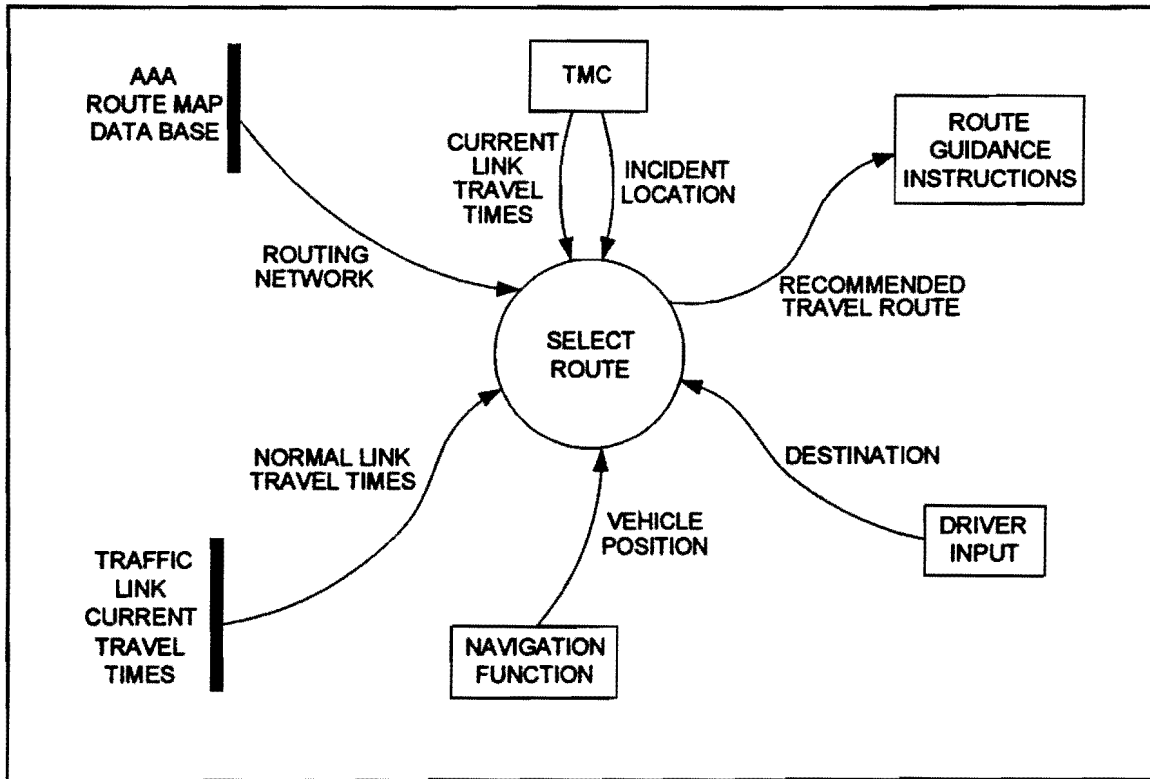 AAA
ROUTE MAP
DATA BASE
TMC
ROUTE
GUIDANCE
INSTRUCTIONS
CURRENT
LINK
TRAVEL
TIMES
INCIDENT
LOCATION
ROUTING
NETWORK
RECOMMENDED
TRAVEL ROUTE
SELECT
ROUTE
NORMAL LINK
TRAVEL TIMES
DESTINATION
VEHICLE
POSITION
DRIVER
INPUT
TRAFFIC
LINK
CURRENT
TRAVEL
TIMES
NAVIGATION
FUNCTION